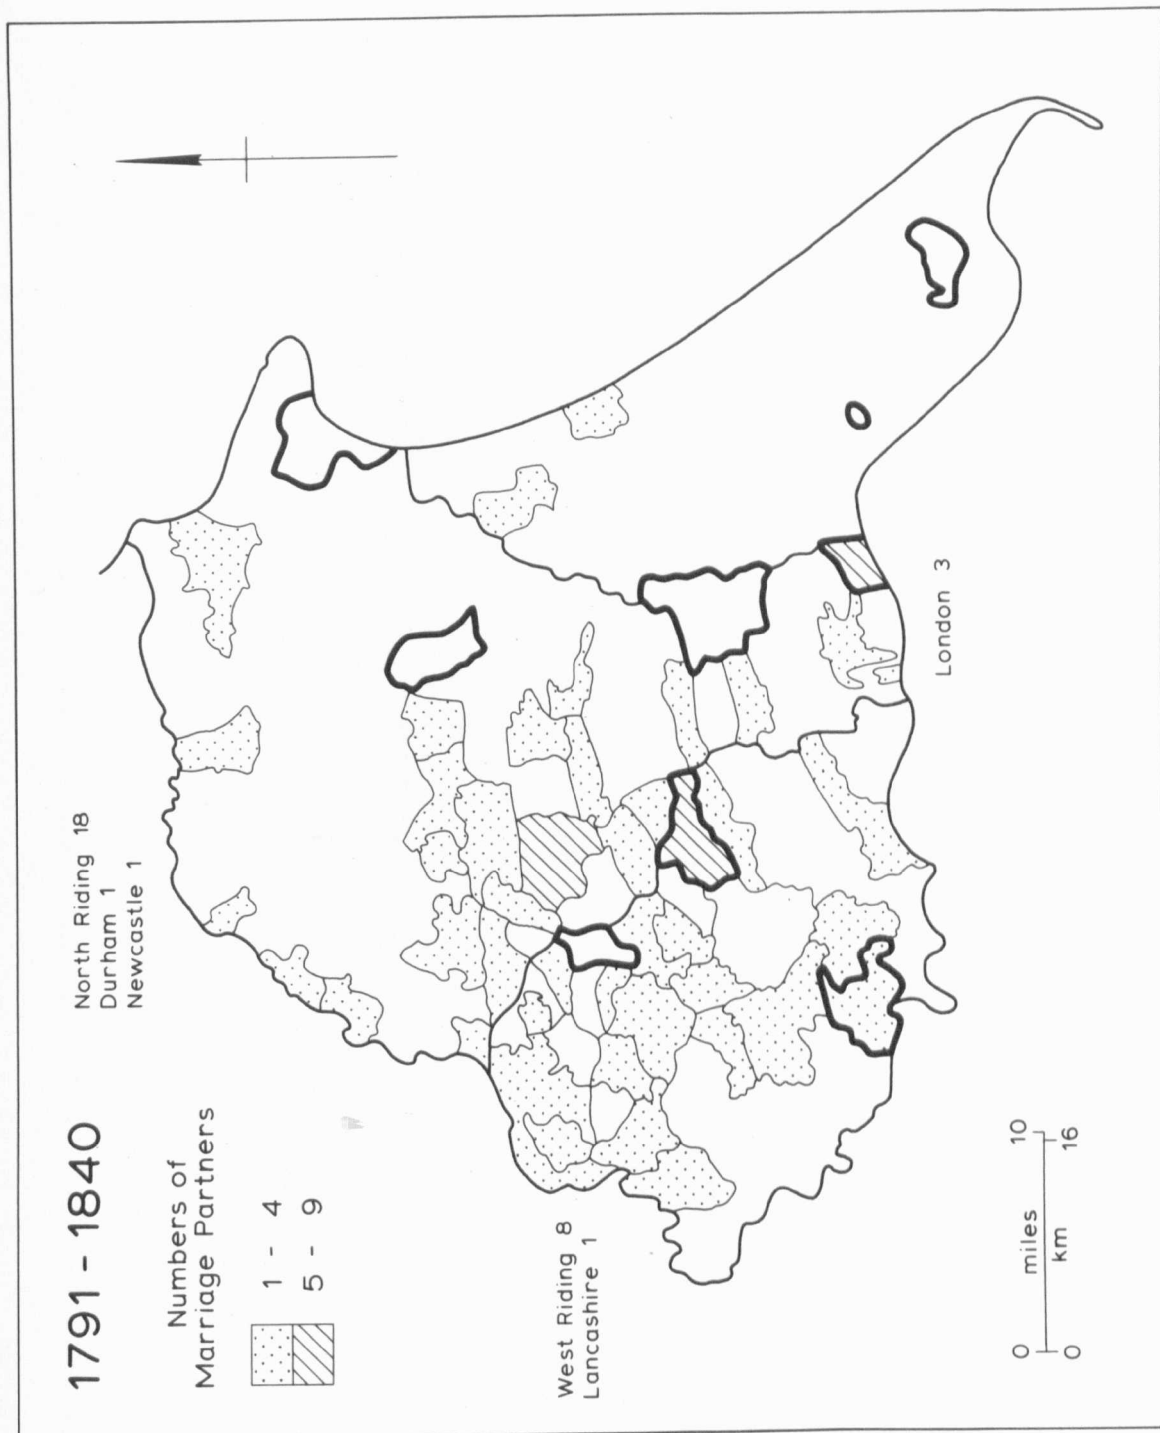 1791 - 1840
Numbers of
Marriage Partners
1 - 4
5 - 9
North Riding 18
Durham 1
Newcastle 1
West Riding 8
Lancashire 1
London 3
0 miles 10
0 km 16